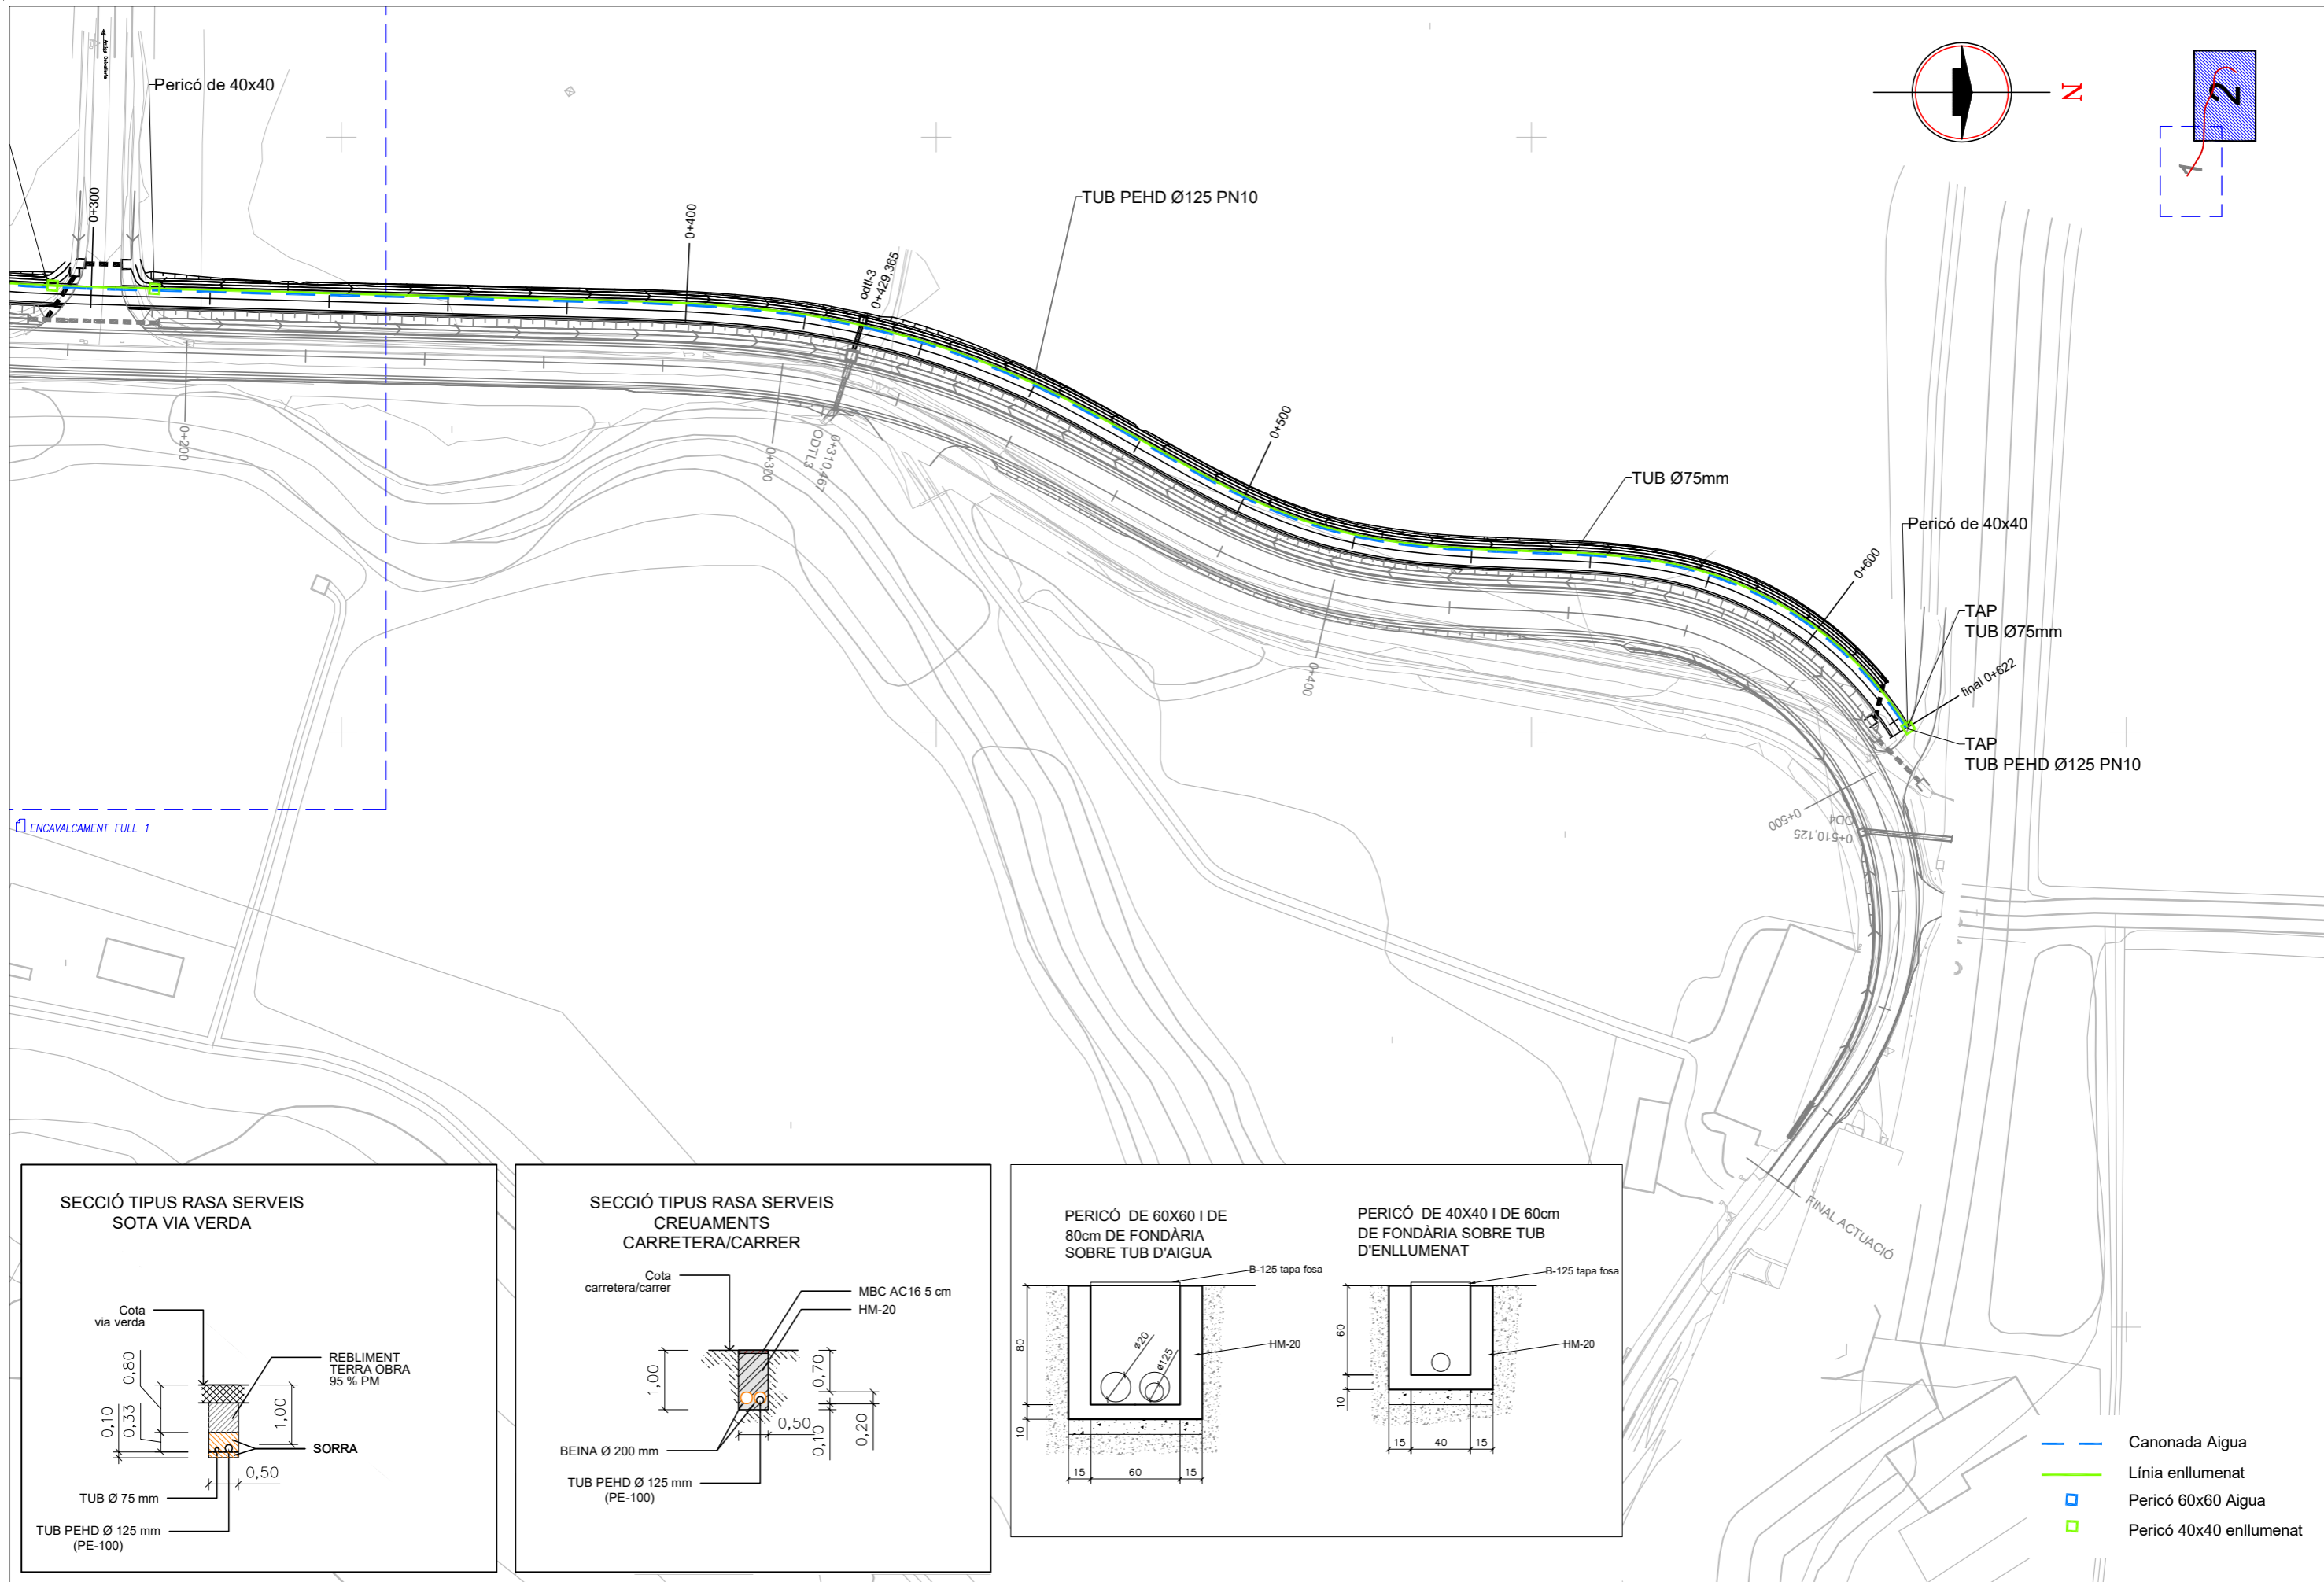 Pericó de 40x40
0+300
0+400
odtl-3
0+429,365
TUB PEHD Ø125 PN10
N
2
1
0+500
TUB Ø75mm
Pericó de 40x40
0+600
TAP
TUB Ø75mm
final 0+622
TAP
TUB PEHD Ø125 PN10
0+200
0+300
ODTL3
0+310,467
0+400
0+500
OD4
0+510,125
FINAL ACTUACIÓ
ENCAVALCAMENT FULL 1
SECCIÓ TIPUS RASA SERVEIS
SOTA VIA VERDA
Cota
via verda
REBLIMENT
TERRA OBRA
95 % PM
0,80
0,10
0,33
1,00
SORRA
0,50
TUB Ø 75 mm
TUB PEHD Ø 125 mm
(PE-100)
SECCIÓ TIPUS RASA SERVEIS
CREUAMENTS
CARRETERA/CARRER
Cota
carretera/carrer
MBC AC16 5 cm
HM-20
1,00
0,70
0,50
0,10
0,20
BEINA Ø 200 mm
TUB PEHD Ø 125 mm
(PE-100)
PERICÓ DE 60X60 I DE
80cm DE FONDÀRIA
SOBRE TUB D'AIGUA
B-125 tapa fosa
80
ø20
ø125
HM-20
10
15
60
15
PERICÓ DE 40X40 I DE 60cm
DE FONDÀRIA SOBRE TUB
D'ENLLUMENAT
B-125 tapa fosa
60
HM-20
10
15
40
15
Canonada Aigua
Línia enllumenat
Pericó 60x60 Aigua
Pericó 40x40 enllumenat